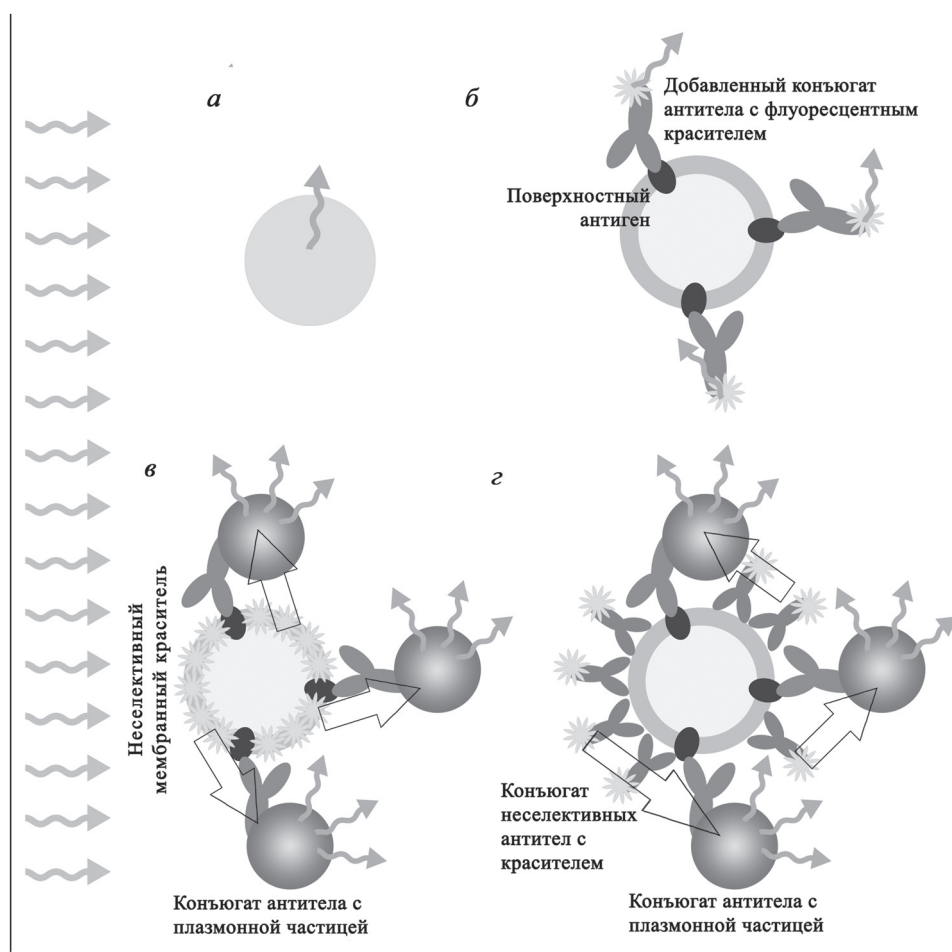 а
б
Добавленный конъюгат
антитела с флуоресцентным
красителем
Поверхностный
антиген
в
г
Неселективный
мембранный краситель
Конъюгат
неселективных
антител с
красителем
Конъюгат антитела с
плазмонной частицей
Конъюгат антитела с
плазмонной частицей